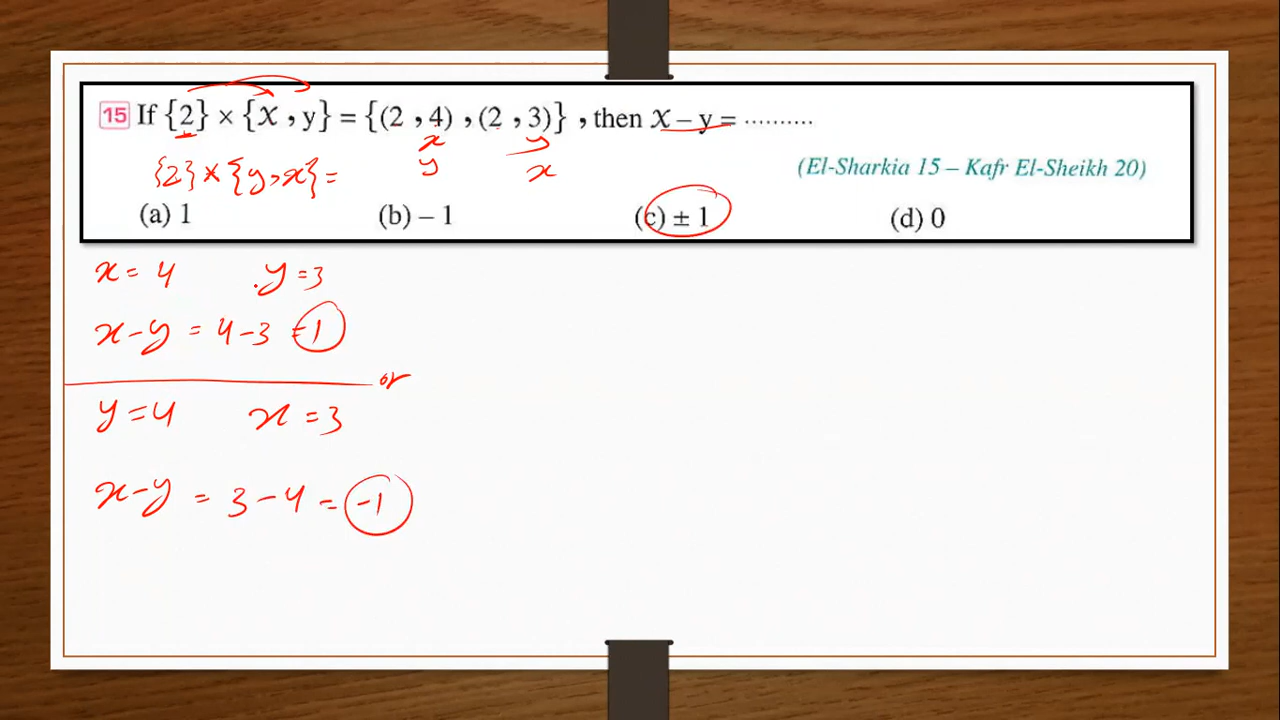 15 If {2} × {X , y} = {(2 , 4) , (2 , 3)} , then X – y = ..........
x y
{2} × {y, x} = y x
(El-Sharkia 15 – Kafr El-Sheikh 20)
(a) 1 (b) – 1 (c) ± 1 (d) 0
x = 4 . y = 3
x - y = 4 - 3 = 1
or
y = 4 x = 3
x - y = 3 - 4 = -1